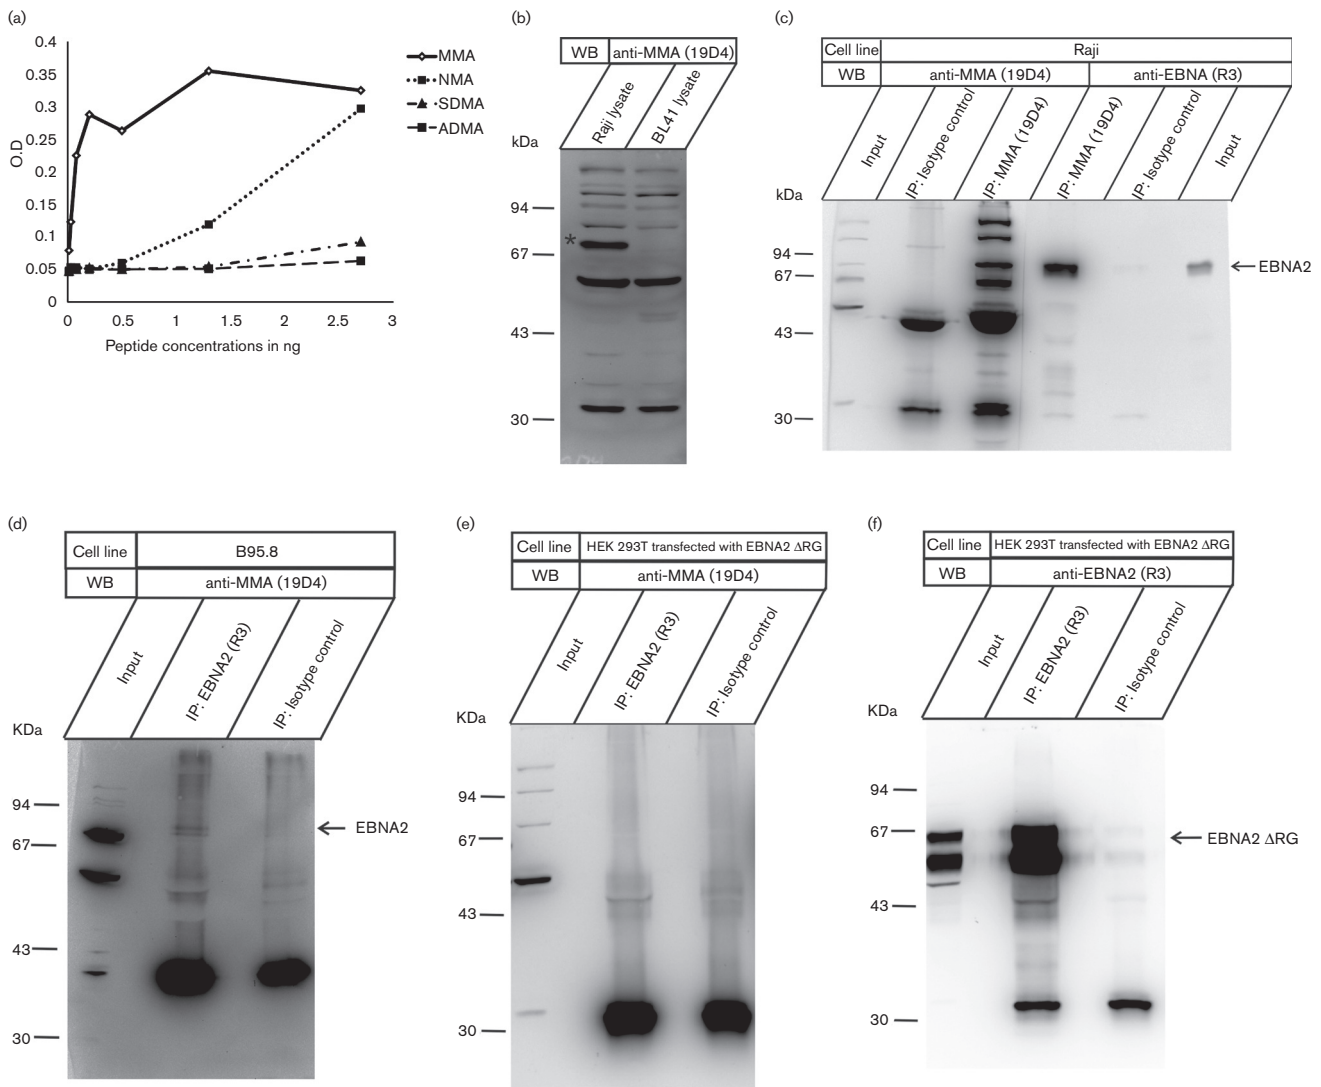 (a)
0.4
0.35
0.3
0.25
0.2
0.15
0.1
0.05
0
O.D
0 0.5 1 1.5 2 2.5 3
Peptide concentrations in ng
MMA
NMA
SDMA
ADMA
(b)
WB anti-MMA (19D4)
Raji lysate
BL41 lysate
kDa
94
*
67
43
30
(c)
Cell line Raji
WB anti-MMA (19D4) anti-EBNA (R3)
Input
IP: Isotype control
IP: MMA (19D4)
IP: MMA (19D4)
IP: Isotype control
Input
kDa
94
67
43
30
EBNA2
(d)
Cell line B95.8
WB anti-MMA (19D4)
Input
IP: EBNA2 (R3)
IP: Isotype control
KDa
94
67
43
30
EBNA2
(e)
Cell line HEK 293T transfected with EBNA2 ΔRG
WB anti-MMA (19D4)
Input
IP: EBNA2 (R3)
IP: Isotype control
KDa
94
67
43
30
(f)
Cell line HEK 293T transfected with EBNA2 ΔRG
WB anti-EBNA2 (R3)
Input
IP: EBNA2 (R3)
IP: Isotype control
KDa
94
67
43
30
EBNA2 ΔRG